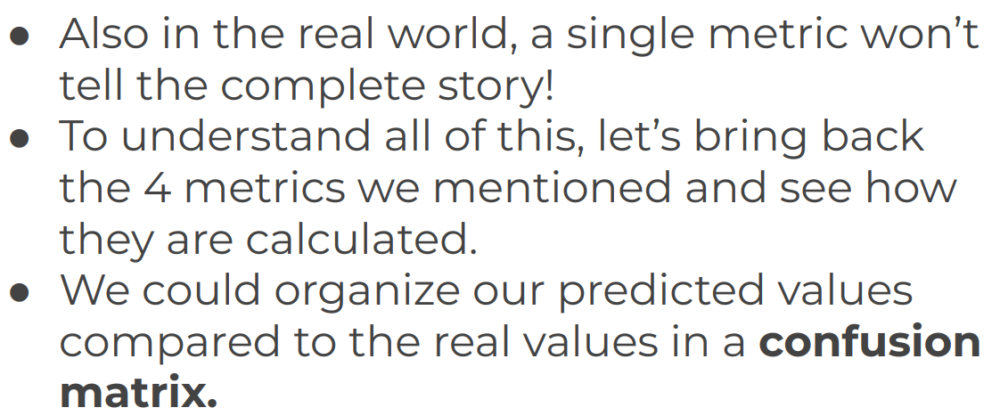 ● Also in the real world, a single metric won’t
tell the complete story!
● To understand all of this, let’s bring back
the 4 metrics we mentioned and see how
they are calculated.
● We could organize our predicted values
compared to the real values in a confusion
matrix.